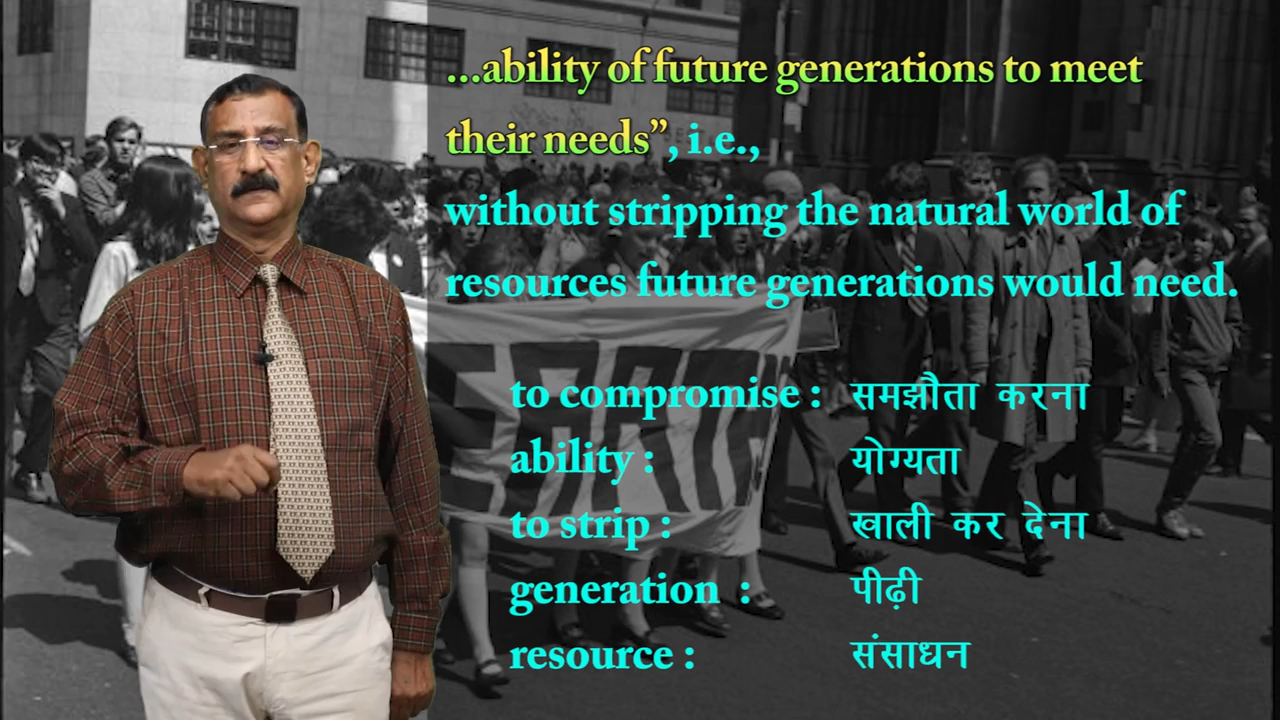 ...ability of future generations to meet
their needs”, i.e.,
without stripping the natural world of
resources future generations would need.
to compromise : समझौता करना
ability : योग्यता
to strip : खाली कर देना
generation : पीढ़ी
resource : संसाधन
EARTH